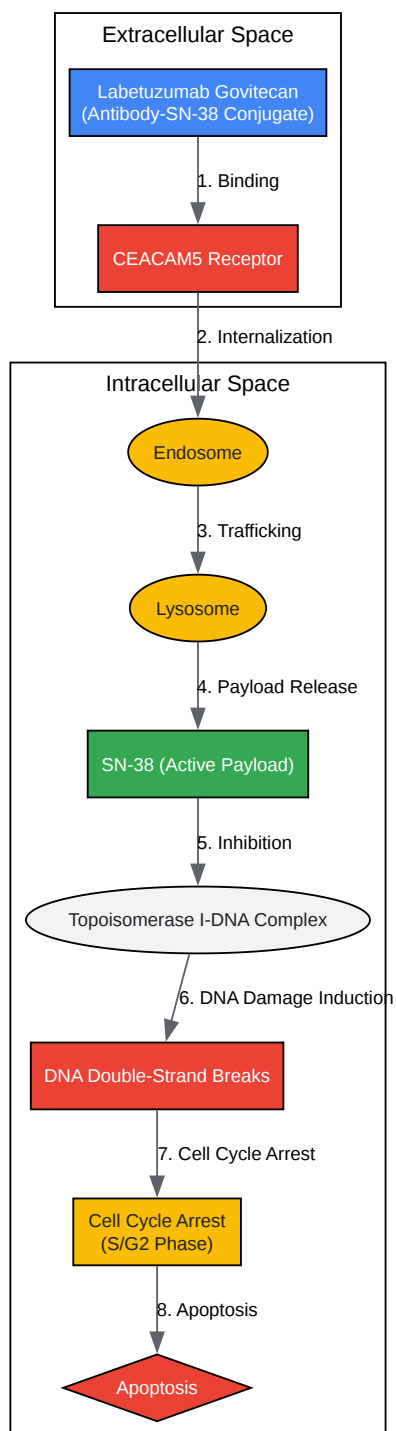 Extracellular Space
Labetuzumab Govitecan
(Antibody-SN-38 Conjugate)
1. Binding
CEACAM5 Receptor
2. Internalization
Intracellular Space
Endosome
3. Trafficking
Lysosome
4. Payload Release
SN-38 (Active Payload)
5. Inhibition
Topoisomerase I-DNA Complex
6. DNA Damage Induction
DNA Double-Strand Breaks
7. Cell Cycle Arrest
Cell Cycle Arrest
(S/G2 Phase)
8. Apoptosis
Apoptosis